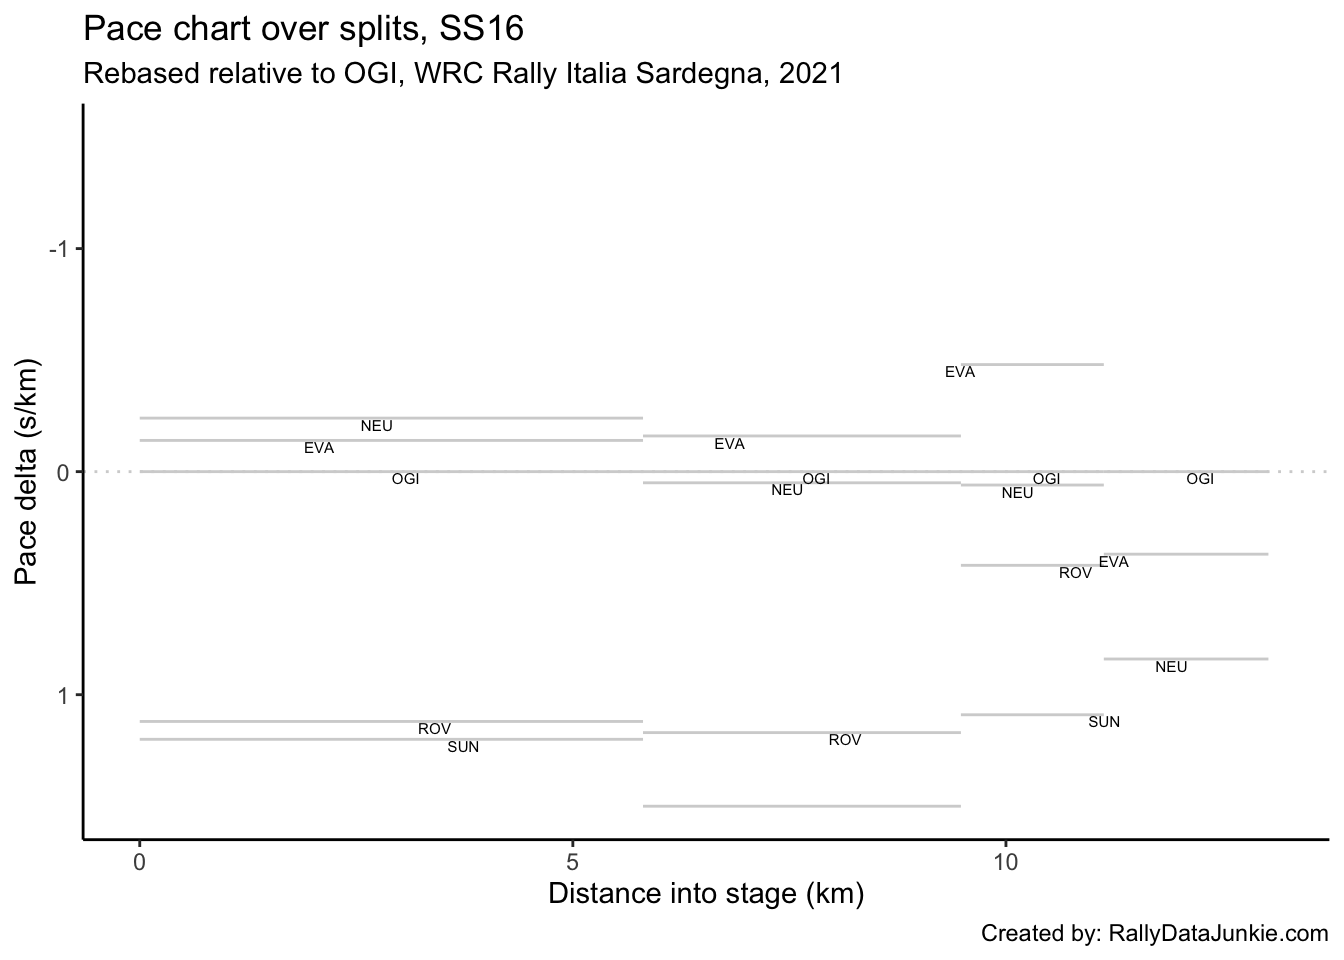 Pace chart over splits, SS16
Rebased relative to OGI, WRC Rally Italia Sardegna, 2021
-1
EVA
NEU
EVA
EVA
0
OGI
OGI
OGI
OGI
NEU
NEU
EVA
ROV
NEU
1
SUN
ROV
ROV
SUN
0
5
10
Pace delta (s/km)
Distance into stage (km)
Created by: RallyDataJunkie.com